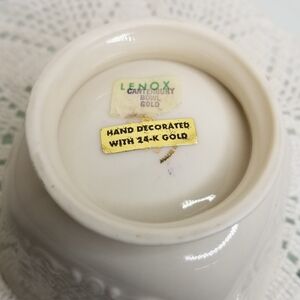 LENOX
CANTERBURY
BOWL
GOLD
HAND DECORATED
WITH 24-K GOLD